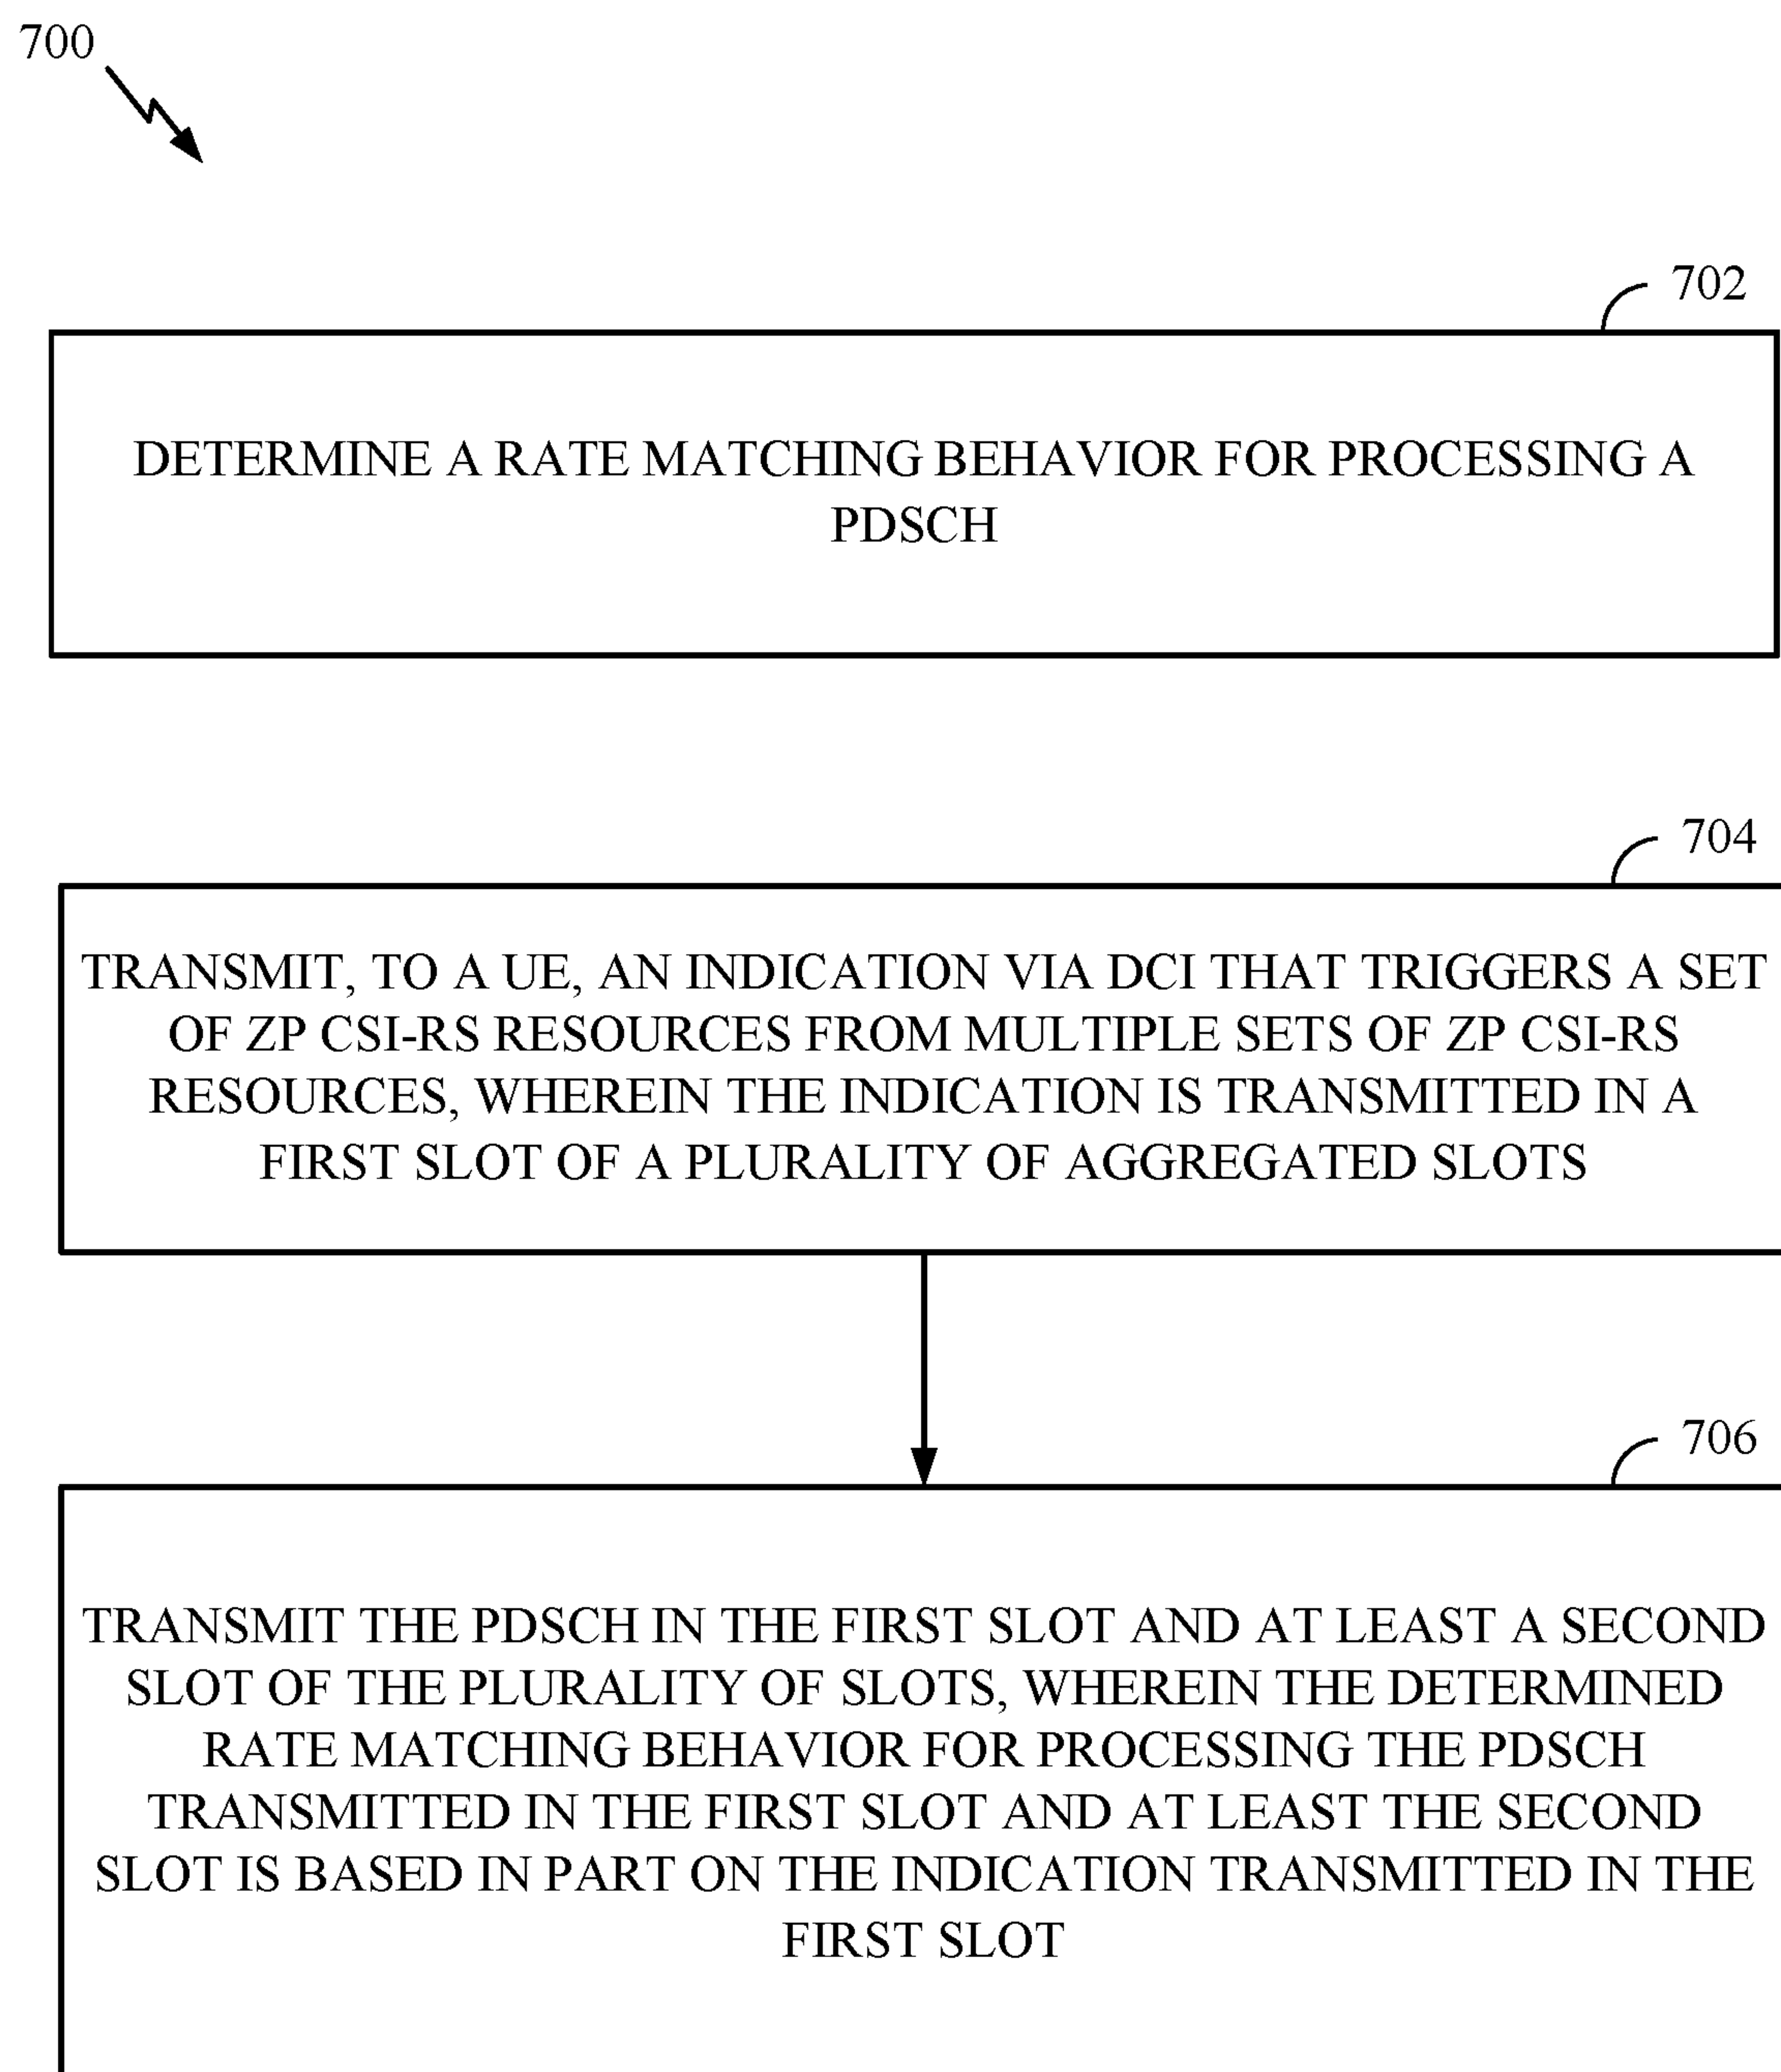 700
702
DETERMINE A RATE MATCHING BEHAVIOR FOR PROCESSING A
PDSCH
704
TRANSMIT, TO A UE, AN INDICATION VIA DCI THAT TRIGGERS A SET
OF ZP CSI-RS RESOURCES FROM MULTIPLE SETS OF ZP CSI-RS
RESOURCES, WHEREIN THE INDICATION IS TRANSMITTED IN A
FIRST SLOT OF A PLURALITY OF AGGREGATED SLOTS
706
TRANSMIT THE PDSCH IN THE FIRST SLOT AND AT LEAST A SECOND
SLOT OF THE PLURALITY OF SLOTS, WHEREIN THE DETERMINED
RATE MATCHING BEHAVIOR FOR PROCESSING THE PDSCH
TRANSMITTED IN THE FIRST SLOT AND AT LEAST THE SECOND
SLOT IS BASED IN PART ON THE INDICATION TRANSMITTED IN THE
FIRST SLOT